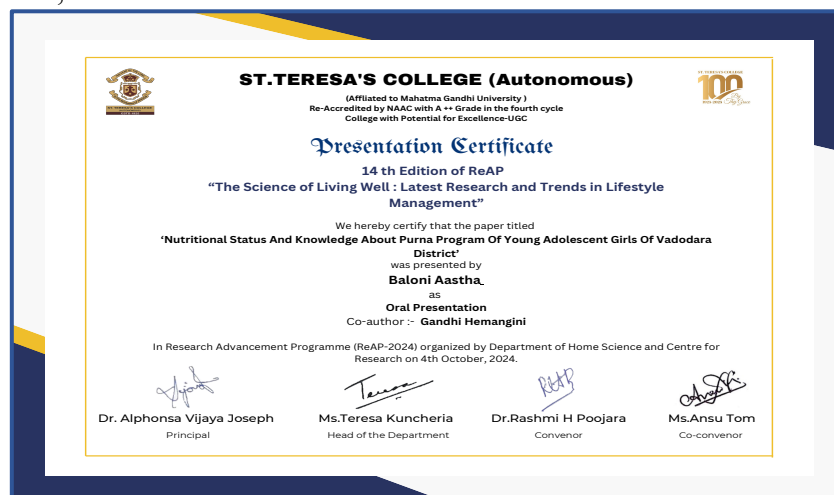 ST.TERESA'S COLLEGE (Autonomous)
(Affliated to Mahatma Gandhi University )
Re-Accredited by NAAC with A ++ Grade in the fourth cycle
College with Potential for Excellence-UGC
ST.TERESA'S COLLEGE
100
Presentation Certificate
14 th Edition of ReAP
“The Science of Living Well : Latest Research and Trends in Lifestyle
Management”
We hereby certify that the paper titled
‘Nutritional Status And Knowledge About Purna Program Of Young Adolescent Girls Of Vadodara
District’
was presented by
Baloni Aastha
as
Oral Presentation
Co-author :- Gandhi Hemangini
In Research Advancement Programme (ReAP-2024) organized by Department of Home Science and Centre for
Research on 4th October, 2024.
Dr. Alphonsa Vijaya Joseph
Principal
Ms.Teresa Kuncheria
Head of the Department
Dr.Rashmi H Poojara
Convenor
Ms.Ansu Tom
Co-convenor